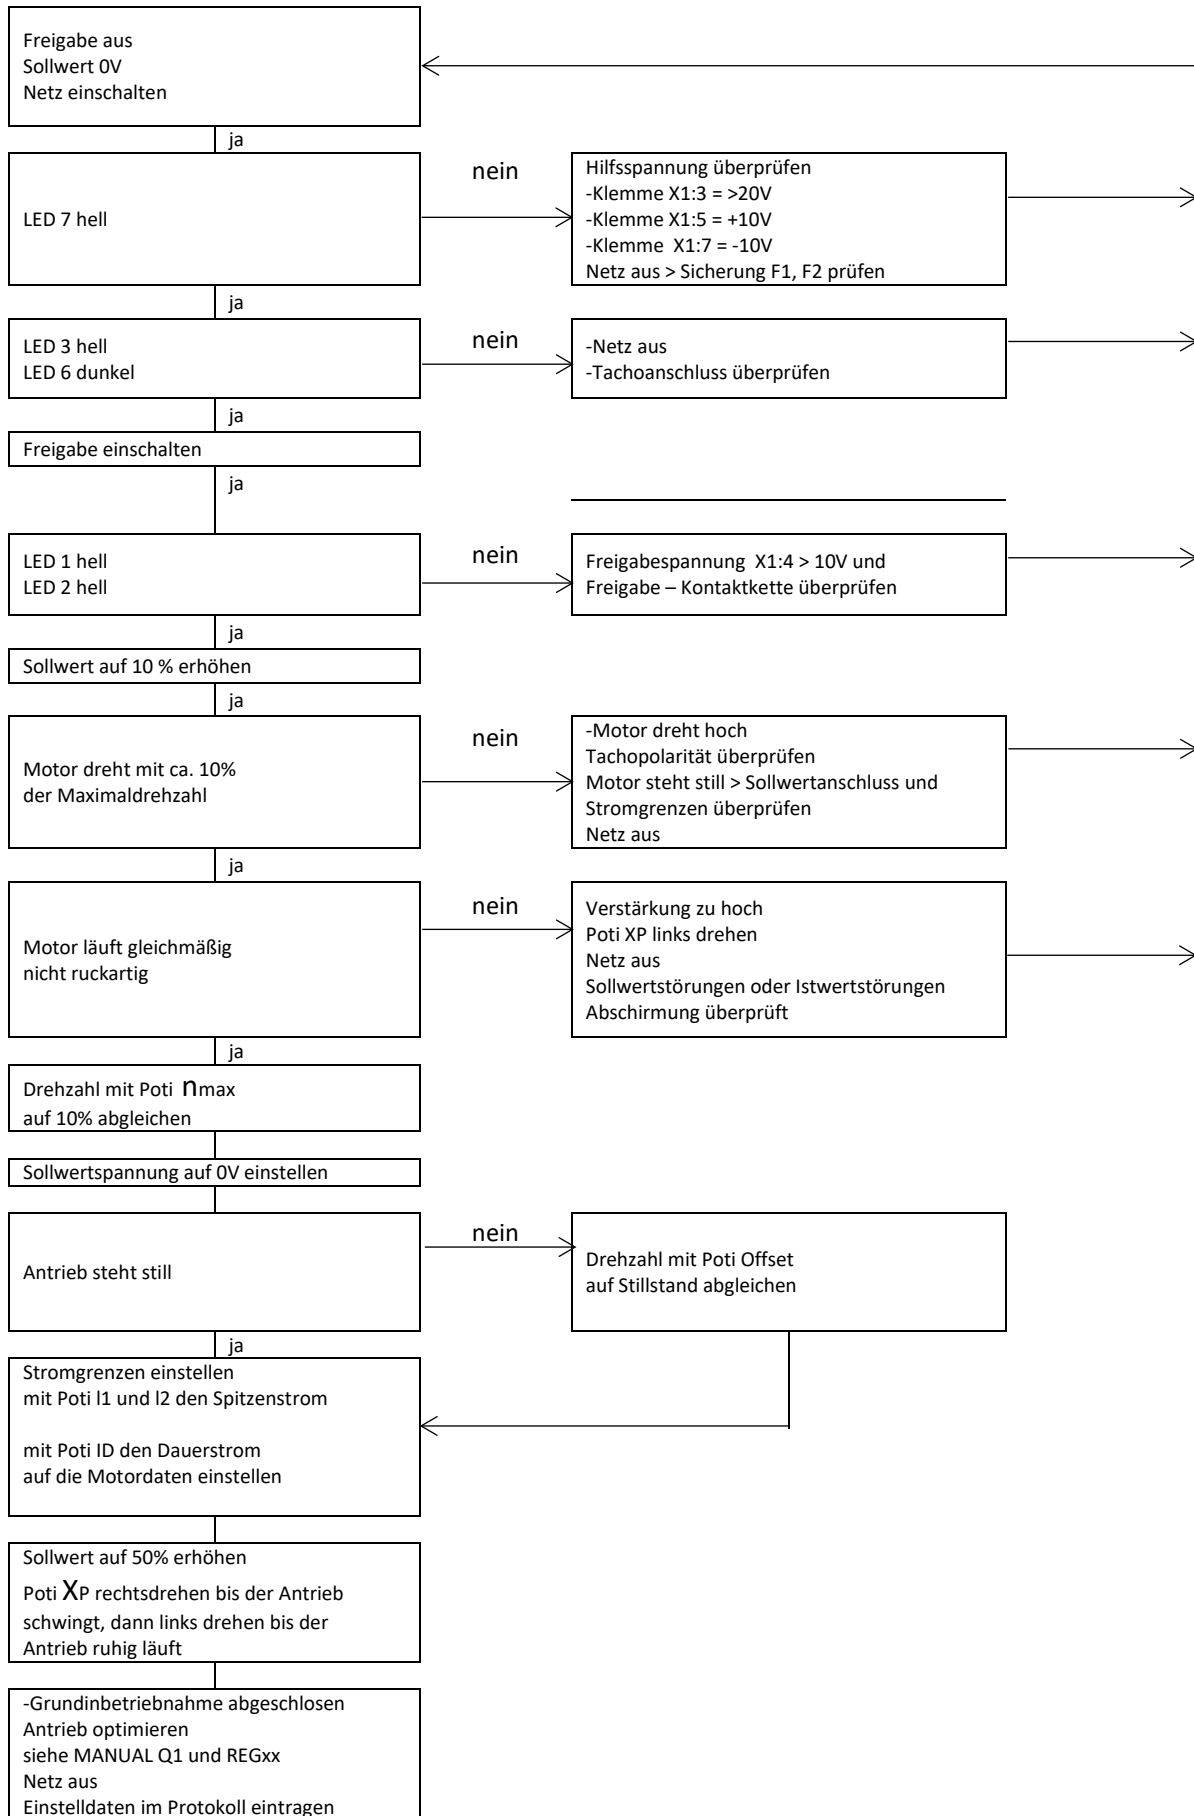 Freigabe aus
Sollwert 0V
Netz einschalten
ja
LED 7 hell
nein
Hilfsspannung überprüfen
-Klemme X1:3 = >20V
-Klemme X1:5 = +10V
-Klemme X1:7 = -10V
Netz aus > Sicherung F1, F2 prüfen
ja
LED 3 hell
LED 6 dunkel
nein
-Netz aus
-Tachoanschluss überprüfen
ja
Freigabe einschalten
ja
LED 1 hell
LED 2 hell
nein
Freigabespannung X1:4 > 10V und
Freigabe – Kontaktkette überprüfen
ja
Sollwert auf 10 % erhöhen
ja
Motor dreht mit ca. 10%
der Maximaldrehzahl
nein
-Motor dreht hoch
Tachopolarität überprüfen
Motor steht still > Sollwertanschluss und
Stromgrenzen überprüfen
Netz aus
ja
Motor läuft gleichmäßig
nicht ruckartig
nein
Verstärkung zu hoch
Poti XP links drehen
Netz aus
Sollwertstörungen oder Istwertstörungen
Abschirmung überprüft
ja
Drehzahl mit Poti nmax
auf 10% abgleichen
Sollwertspannung auf 0V einstellen
Antrieb steht still
nein
Drehzahl mit Poti Offset
auf Stillstand abgleichen
ja
Stromgrenzen einstellen
mit Poti l1 und l2 den Spitzenstrom
mit Poti ID den Dauerstrom
auf die Motordaten einstellen
Sollwert auf 50% erhöhen
Poti XP rechtsdrehen bis der Antrieb
schwingt, dann links drehen bis der
Antrieb ruhig läuft
-Grundinbetriebnahme abgeschlosen
Antrieb optimieren
siehe MANUAL Q1 und REGxx
Netz aus
Einstelldaten im Protokoll eintragen